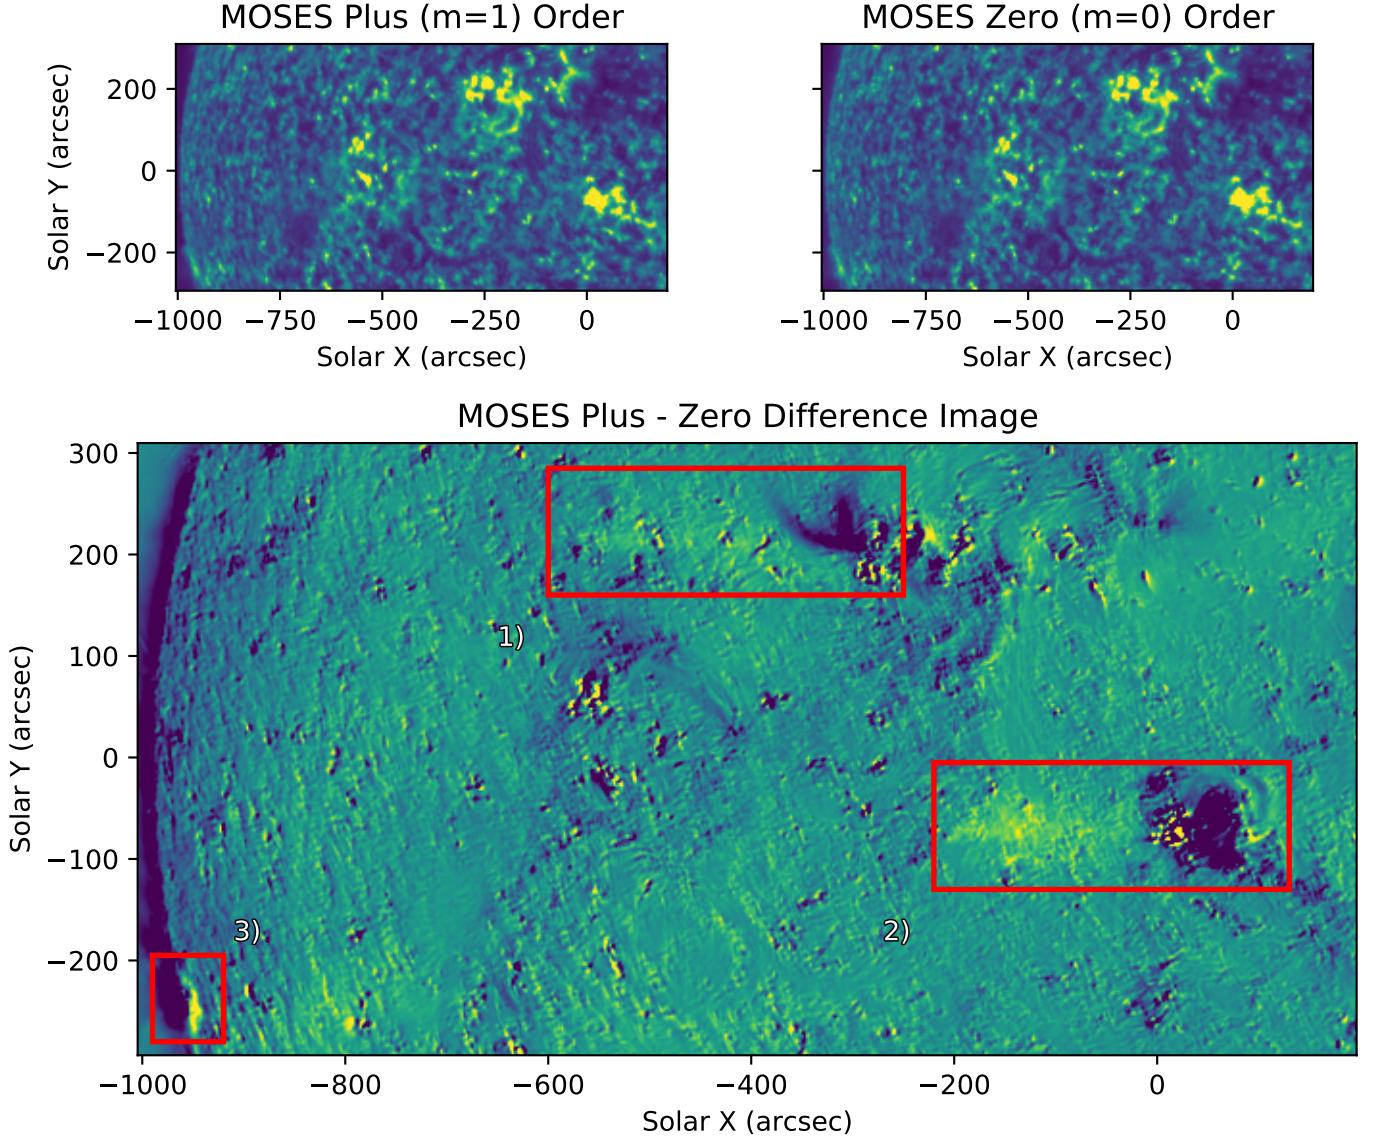 MOSES Plus (m=1) Order
MOSES Zero (m=0) Order
200
0
−200
Solar Y (arcsec)
−1000 −750 −500 −250 0
−1000 −750 −500 −250 0
Solar X (arcsec)
Solar X (arcsec)
MOSES Plus - Zero Difference Image
300
200
1)
100
0
−100
3)
2)
−200
Solar Y (arcsec)
−1000 −800 −600 −400 −200 0
Solar X (arcsec)